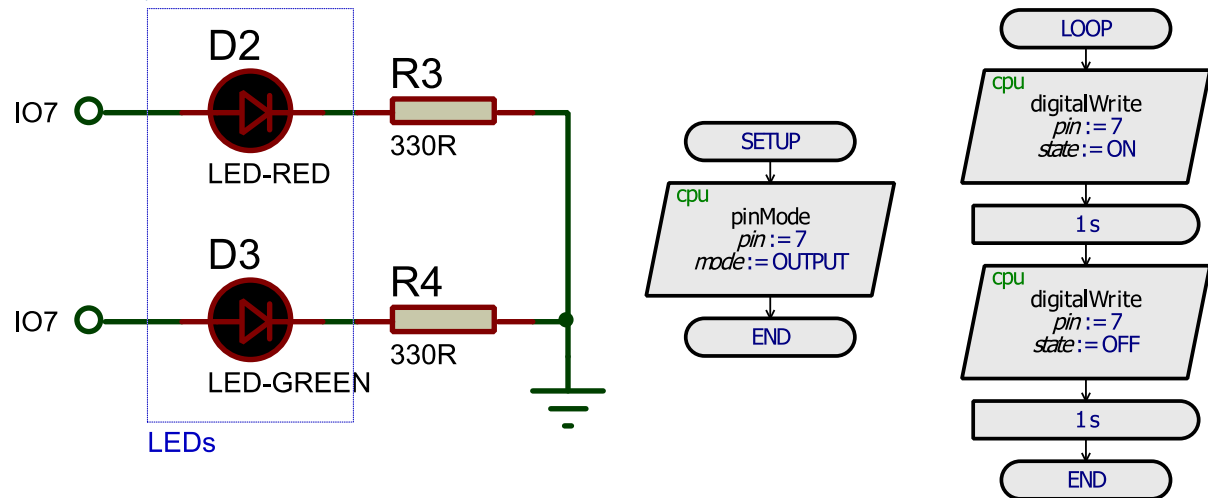 D2
IO7
LED-RED
R3
330R
D3
IO7
LED-GREEN
R4
330R
LEDs
SETUP
cpu
pinMode
pin := 7
mode := OUTPUT
END
LOOP
cpu
digitalWrite
pin := 7
state := ON
1 s
cpu
digitalWrite
pin := 7
state := OFF
1 s
END